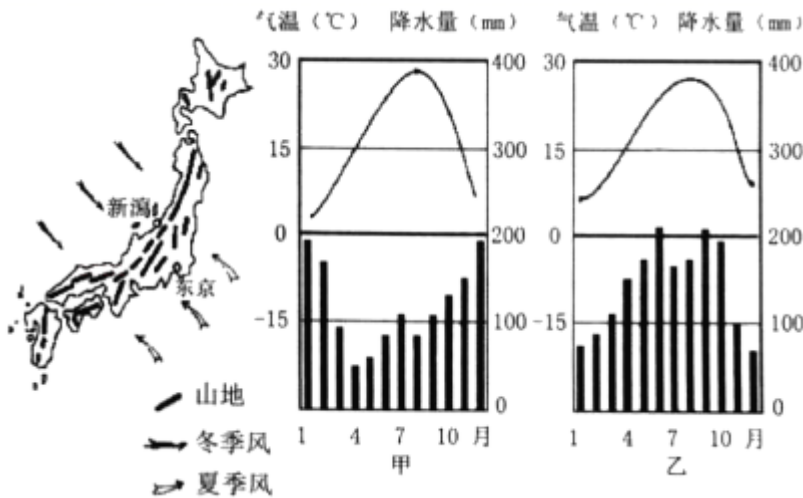 气温（℃） 降水量（mm）
30 400
15 300
0 200
-15 100
0
1 4 7 10 月
甲
气温（℃） 降水量（mm）
30 400
15 300
0 200
-15 100
0
1 4 7 10 月
乙
新潟
东京
山地
冬季风
夏季风